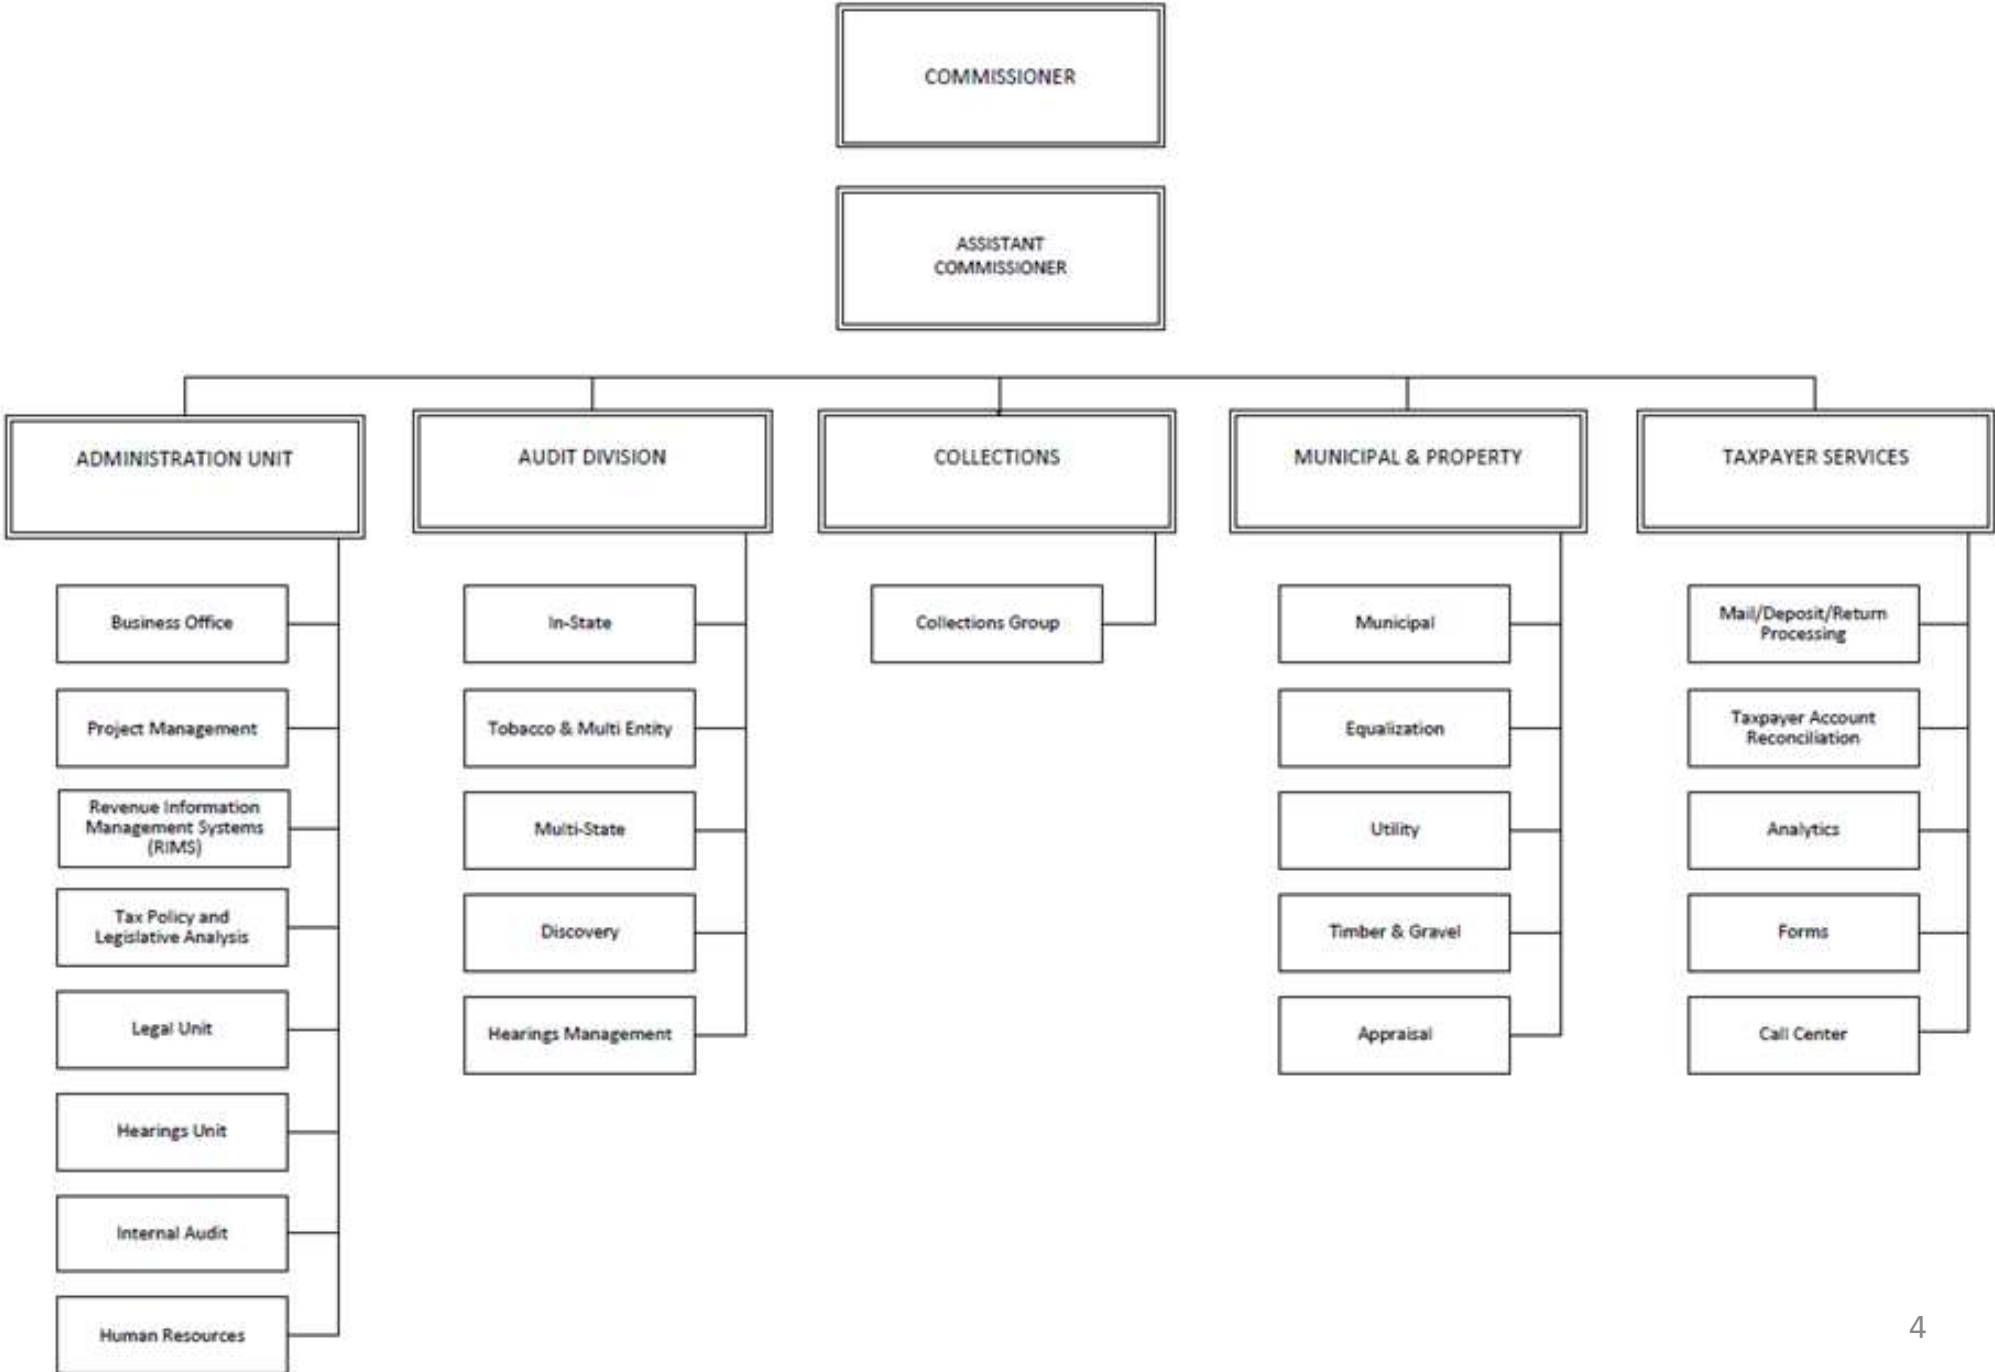 COMMISSIONER
ASSISTANT
COMMISSIONER
ADMINISTRATION UNIT
AUDIT DIVISION
COLLECTIONS
MUNICIPAL & PROPERTY
TAXPAYER SERVICES
Business Office
Project Management
Revenue Information
Management Systems
(RIMS)
Tax Policy and
Legislative Analysis
Legal Unit
Hearings Unit
Internal Audit
Human Resources
In-State
Tobacco & Multi Entity
Multi-State
Discovery
Hearings Management
Collections Group
Municipal
Equalization
Utility
Timber & Gravel
Appraisal
Mail/Deposit/Return
Processing
Taxpayer Account
Reconciliation
Analytics
Forms
Call Center
4